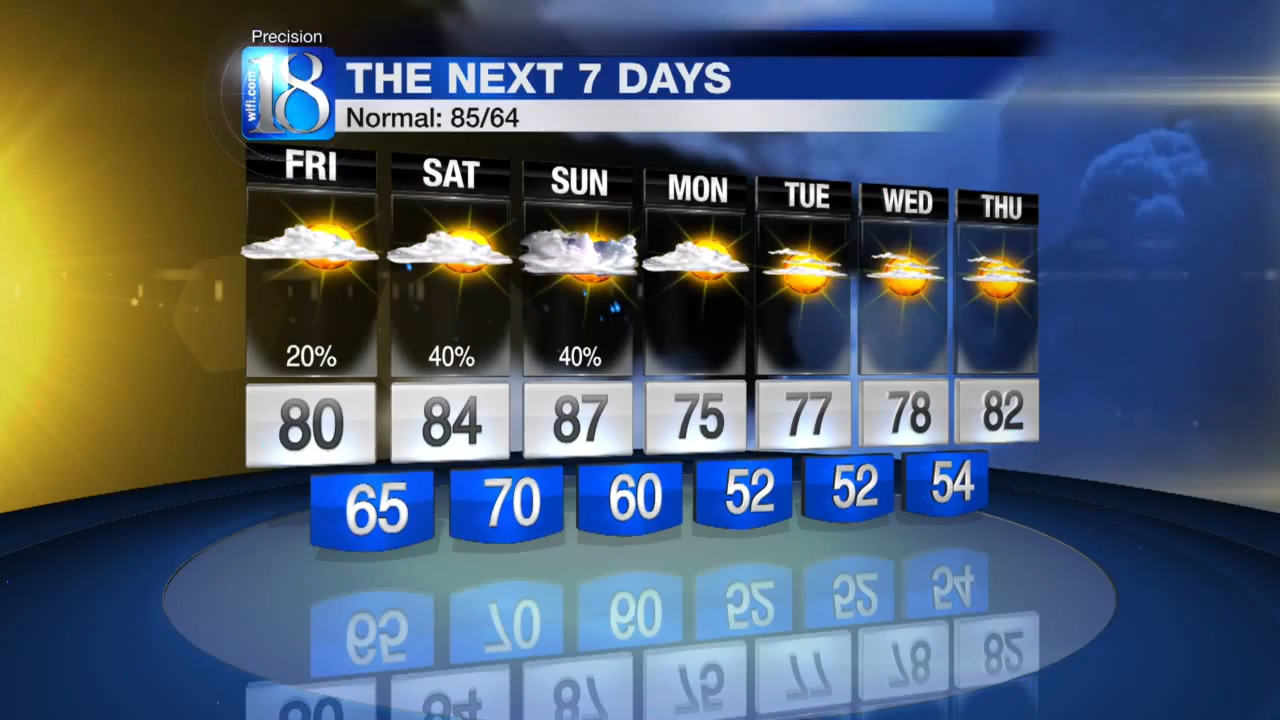 Precision
wlfi.com
18
THE NEXT 7 DAYS
Normal: 85/64
FRI SAT SUN MON TUE WED THU
20% 40% 40%
80 84 87 75 77 78 82
65 70 60 52 52 54